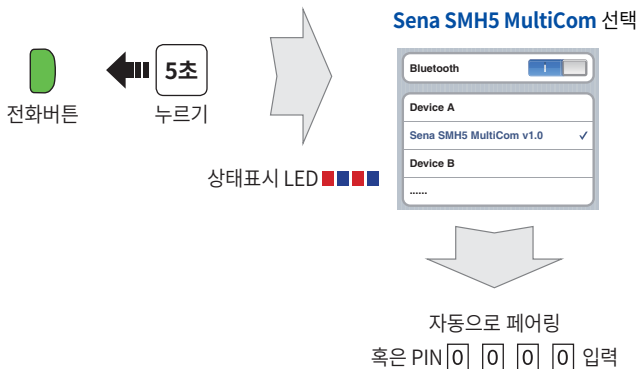 Sena SMH5 MultiCom 선택
5초
전화버튼
누르기
상태표시 LED
Bluetooth
Device A
Sena SMH5 MultiCom v1.0
Device B
......
자동으로 페어링
혹은 PIN 0 0 0 0 입력